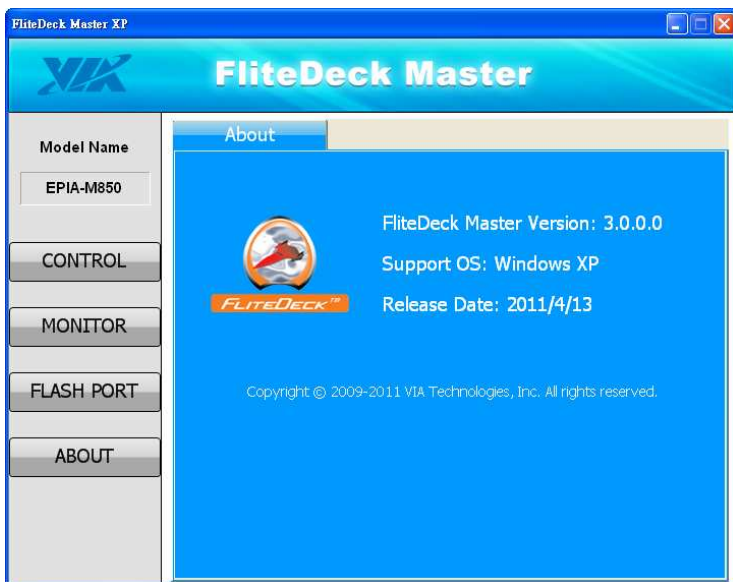 FliteDeck Master XP
VIA
FliteDeck Master
Model Name
EPIA-M850
CONTROL
MONITOR
FLASH PORT
ABOUT
About
FLITEDECK™
FliteDeck Master Version: 3.0.0.0
Support OS: Windows XP
Release Date: 2011/4/13
Copyright © 2009-2011 VIA Technologies, Inc. All rights reserved.